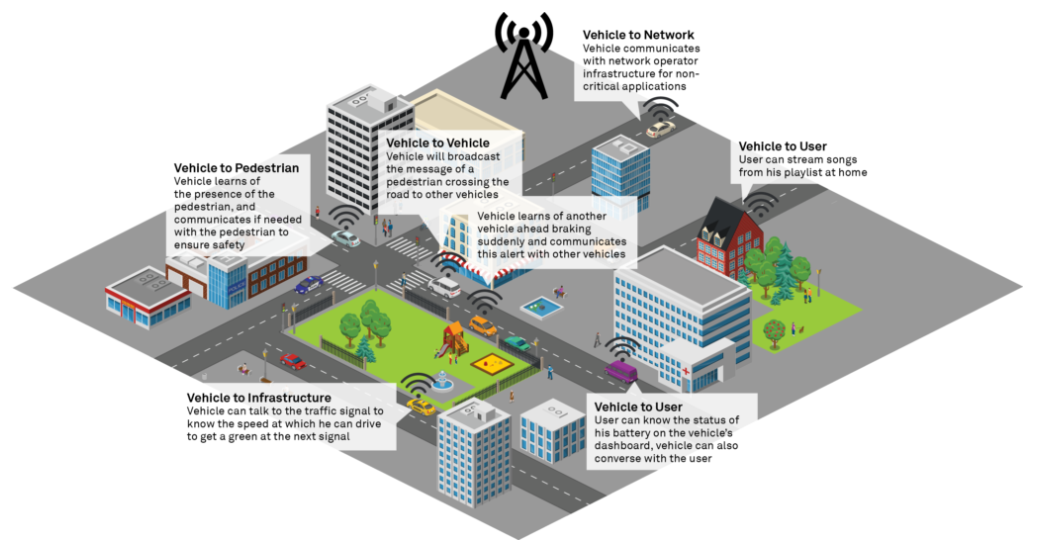 Vehicle to Network
Vehicle communicates
with network operator
infrastructure for non-
critical applications
Vehicle to Vehicle
Vehicle will broadcast
the message of a
pedestrian crossing the
road to other vehicles
Vehicle to User
User can stream songs
from his playlist at home
Vehicle to Pedestrian
Vehicle learns of
the presence of the
pedestrian, and
communicates if needed
with the pedestrian to
ensure safety
Vehicle learns of another
vehicle ahead braking
suddenly and communicates
this alert with other vehicles
Vehicle to Infrastructure
Vehicle can talk to the traffic signal to
know the speed at which he can drive
to get a green at the next signal
Vehicle to User
User can know the status of
his battery on the vehicle's
dashboard, vehicle can also
converse with the user